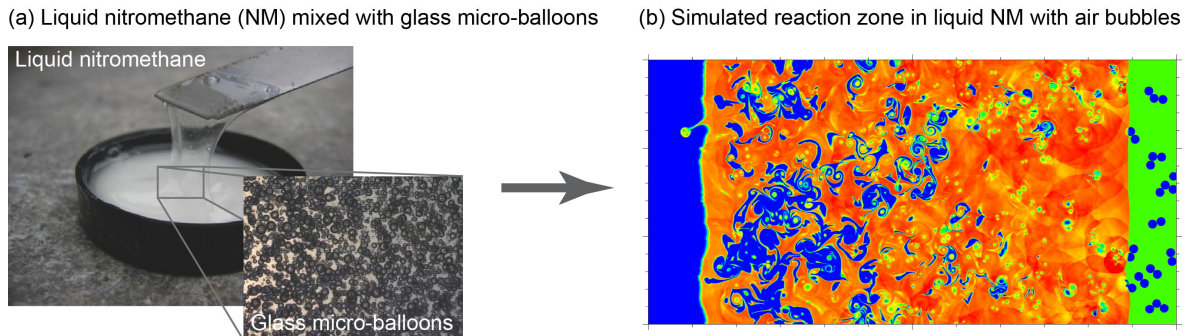 (a) Liquid nitromethane (NM) mixed with glass micro-balloons
(b) Simulated reaction zone in liquid NM with air bubbles
Liquid nitromethane
Glass micro-balloons